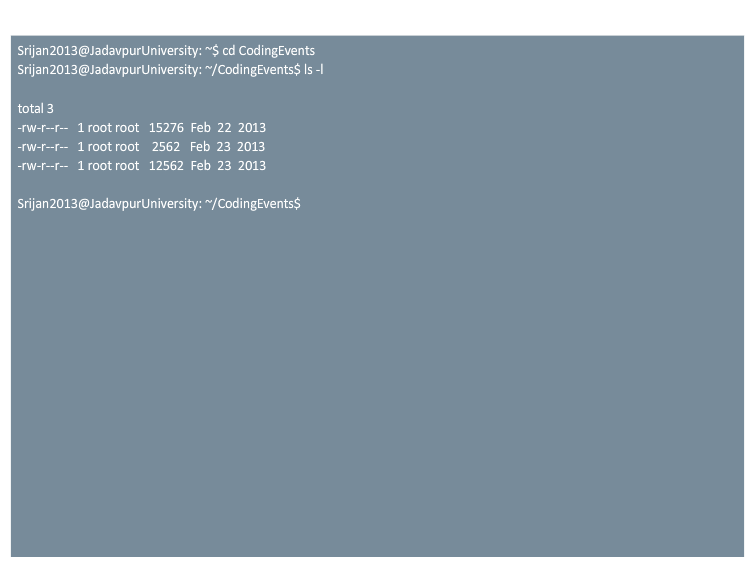 Srijan2013@JadavpurUniversity: ~$ cd CodingEvents
Srijan2013@JadavpurUniversity: ~/CodingEvents$ ls -l
total 3
-rw-r--r-- 1 root root 15276 Feb 22 2013
-rw-r--r-- 1 root root 2562 Feb 23 2013
-rw-r--r-- 1 root root 12562 Feb 23 2013
Srijan2013@JadavpurUniversity: ~/CodingEvents$